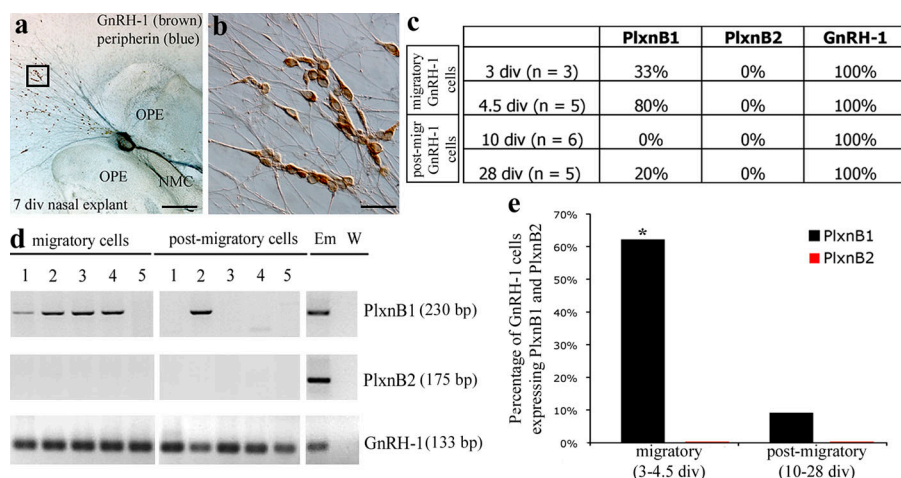 a
GnRH-1 (brown)
peripherin (blue)
OPE
OPE
NMC
7 div nasal explant
b
c
PlxnB1 PlxnB2 GnRH-1
migratory
GnRH-1
cells
3 div (n = 3) 33% 0% 100%
4.5 div (n = 5) 80% 0% 100%
post-migr
GnRH-1
cells
10 div (n = 6) 0% 0% 100%
28 div (n = 5) 20% 0% 100%
d
migratory cells post-migratory cells Em W
1 2 3 4 5 1 2 3 4 5
PlxnB1 (230 bp)
PlxnB2 (175 bp)
GnRH-1 (133 bp)
e
Percentage of GnRH-1 cells
expressing PlxnB1 and PlxnB2
70%
60%
50%
40%
30%
20%
10%
0%
*
PlxnB1
PlxnB2
migratory
(3-4.5 div)
post-migratory
(10-28 div)